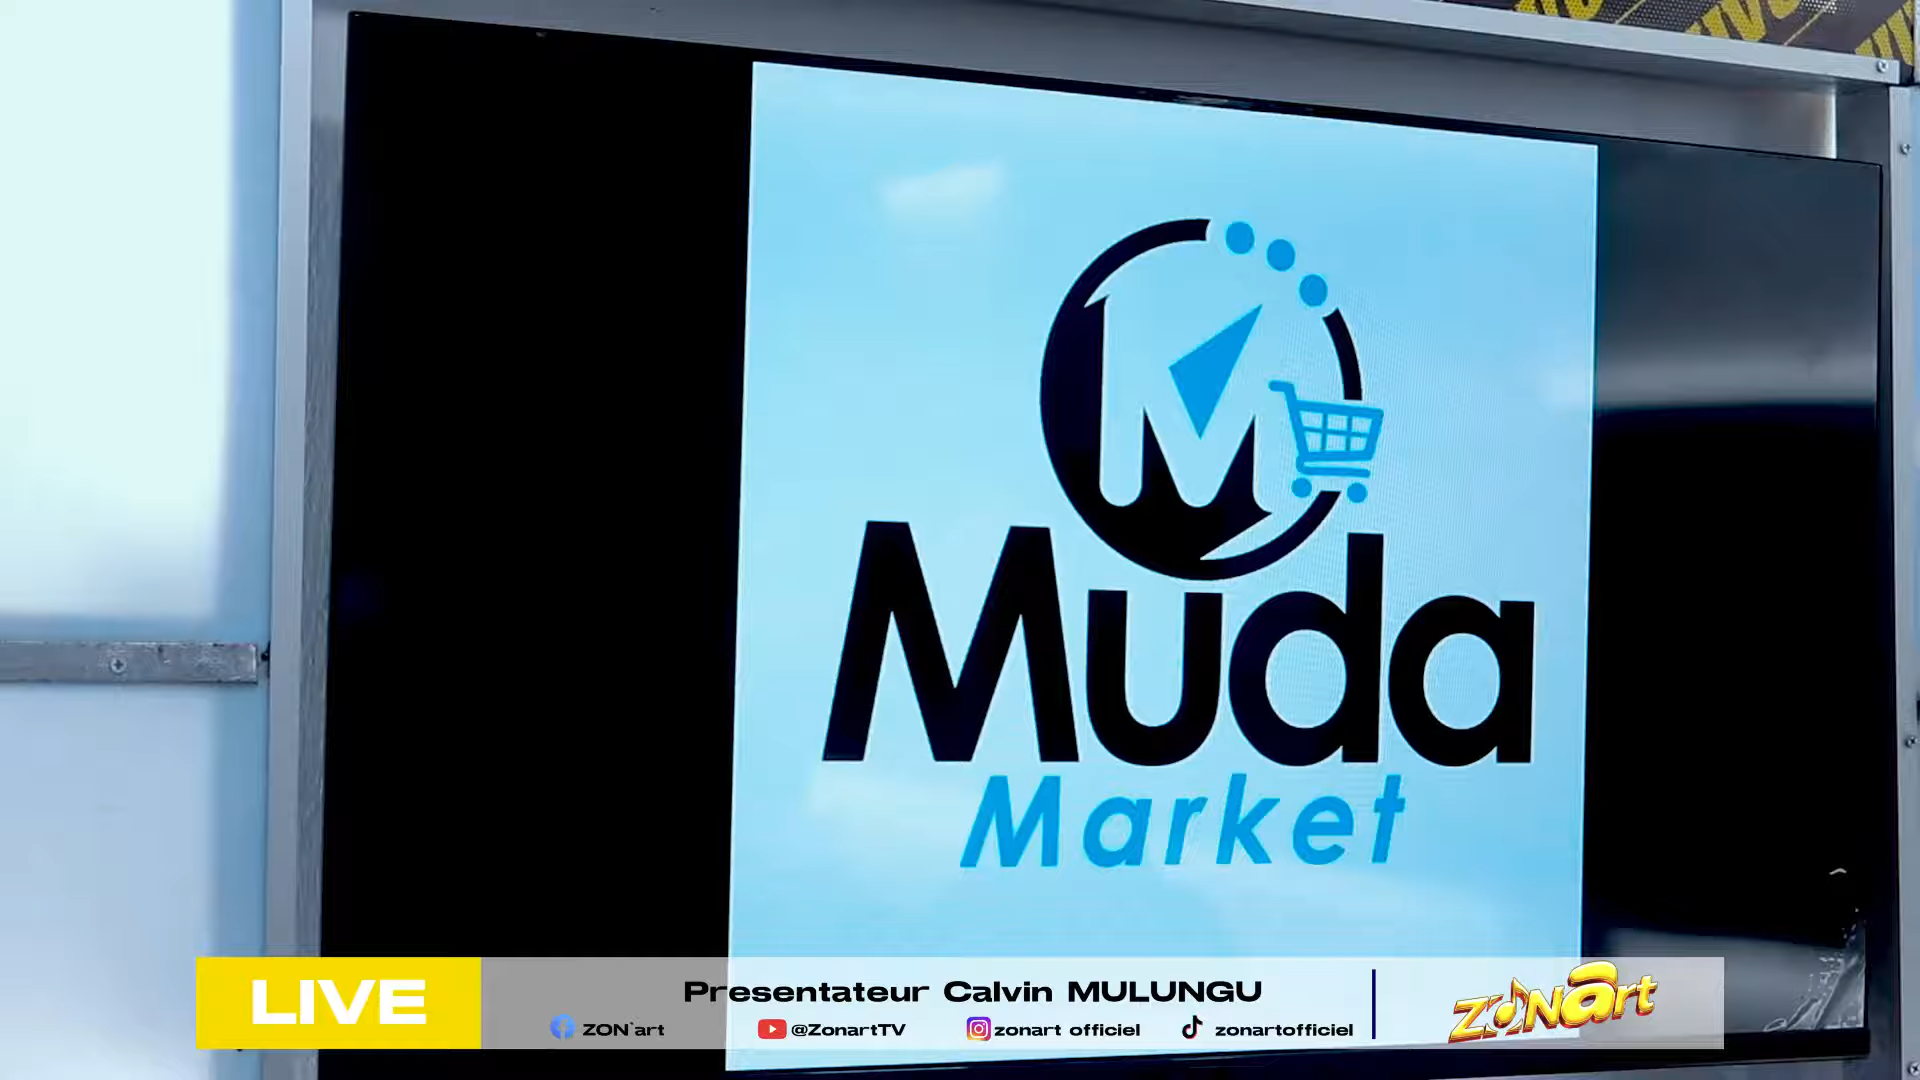 M
Muda
Market
LIVE
Presentateur Calvin MULUNGU
ZON`art
@ZonartTV
zonart officiel
zonartofficiel
ZONart